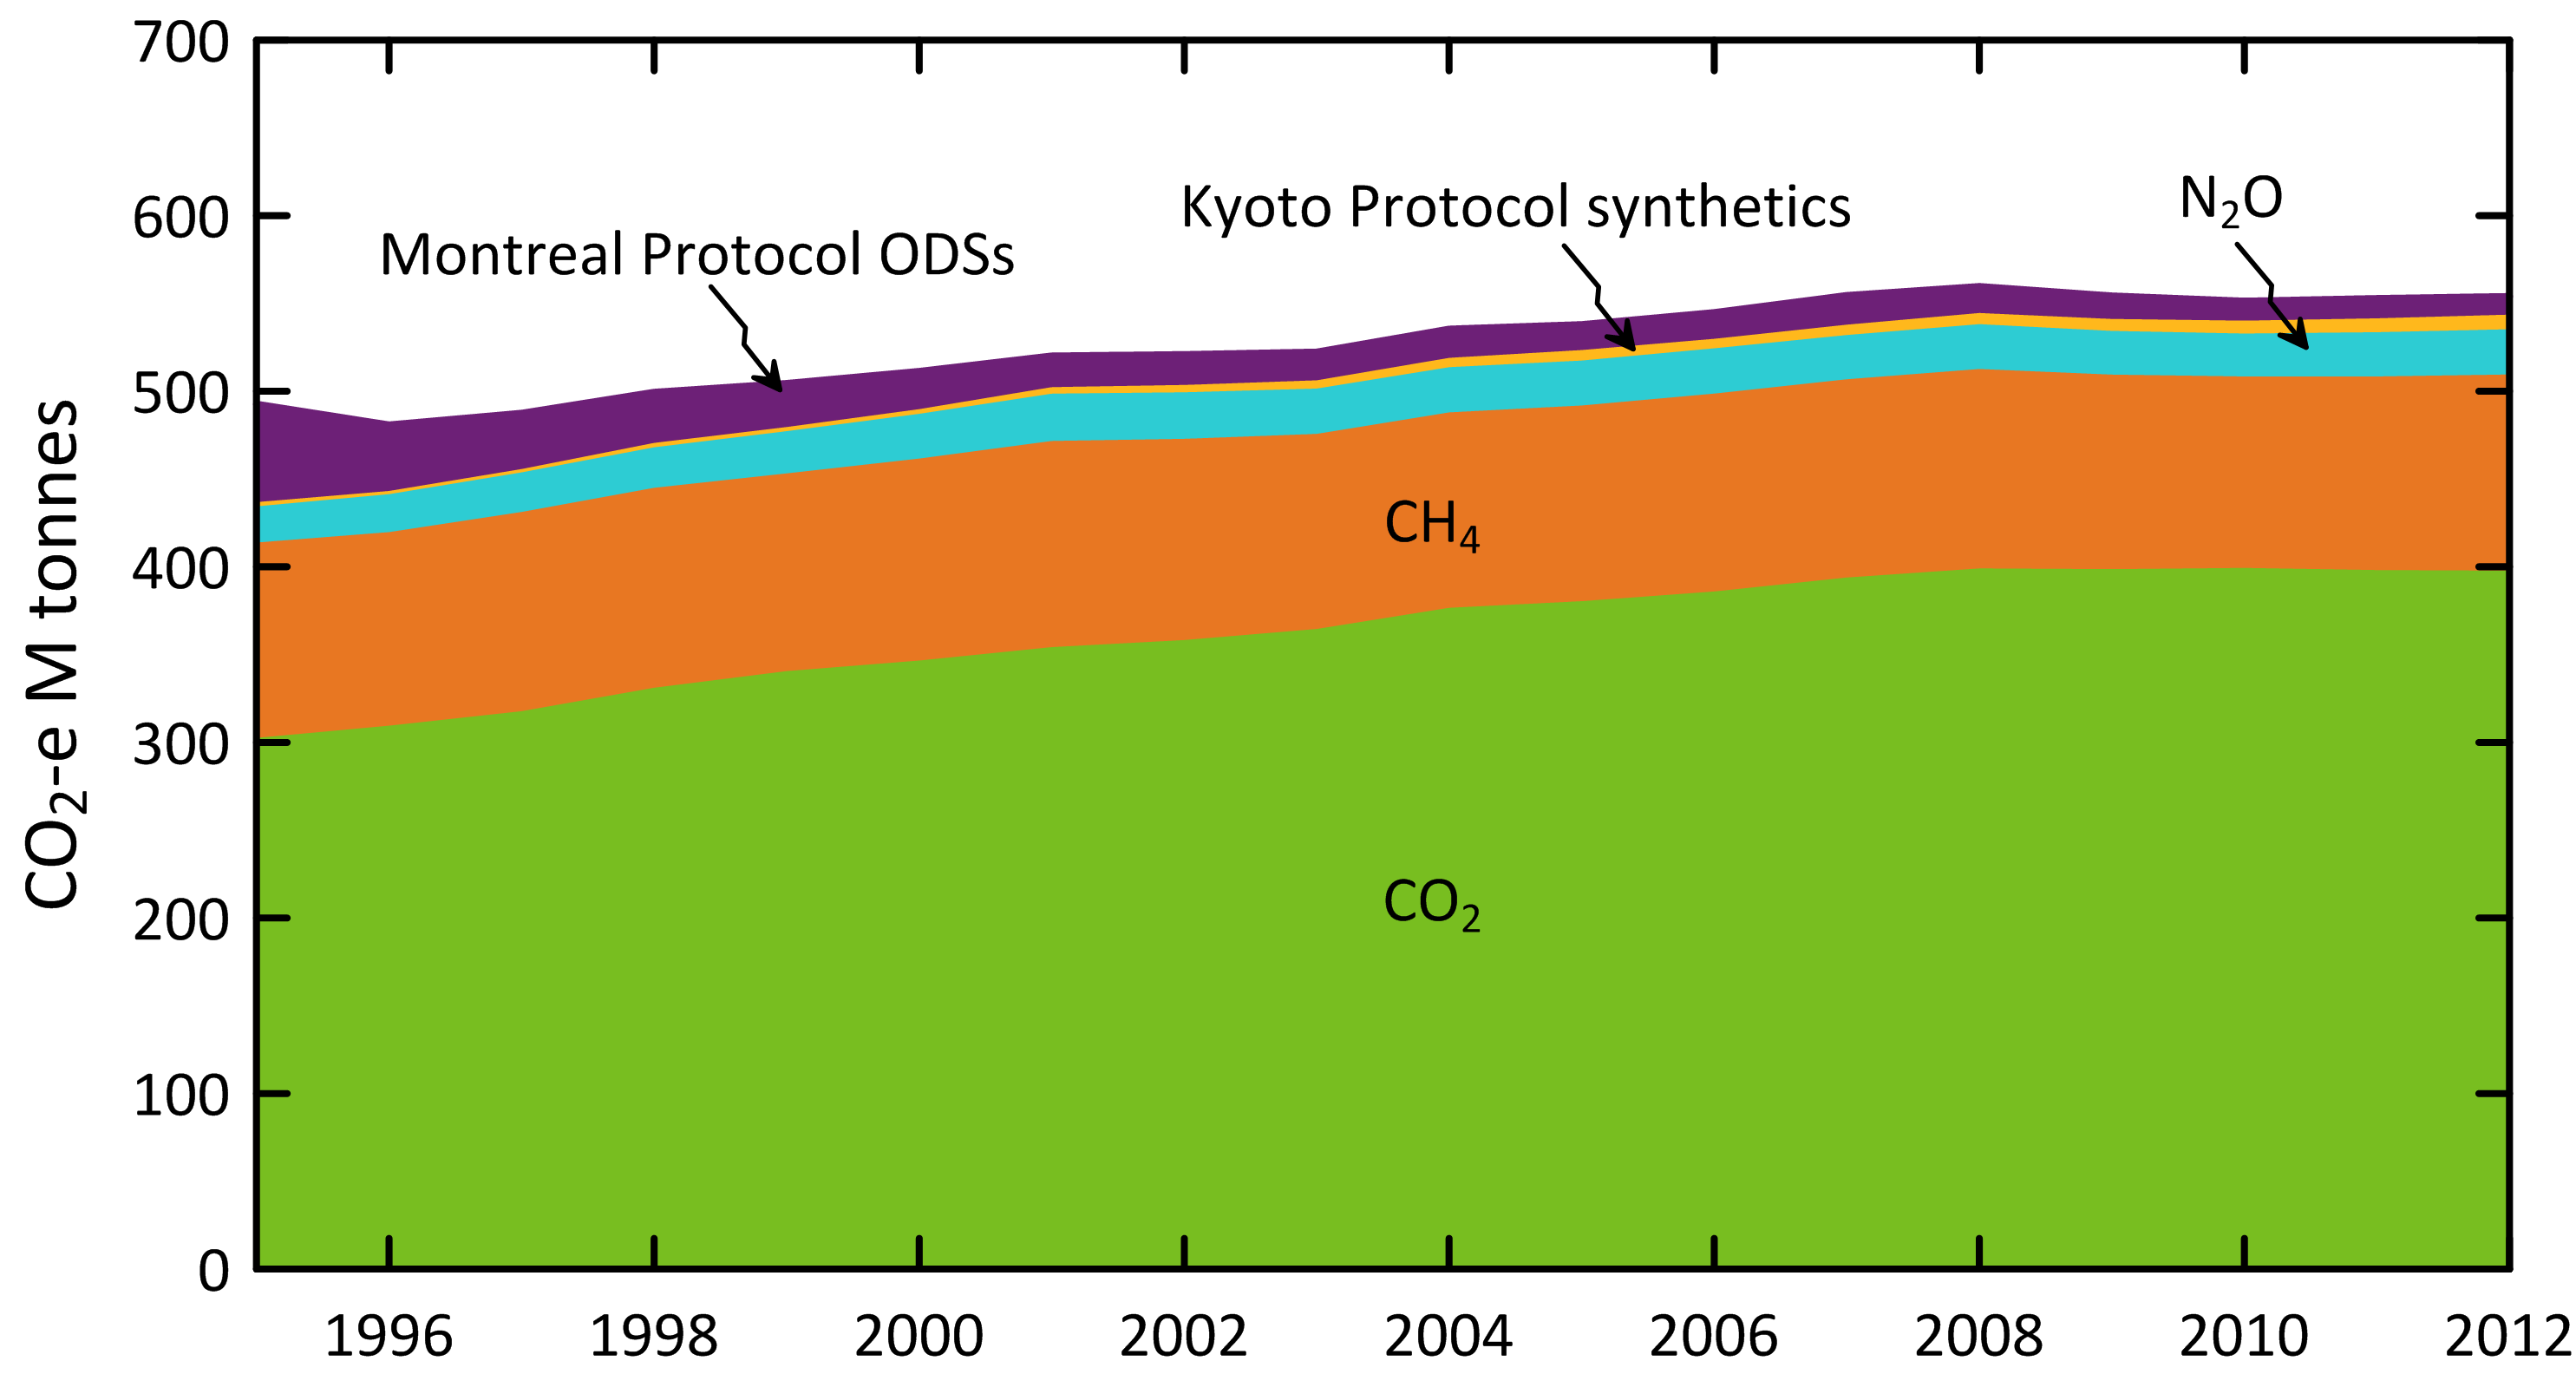 700
600
500
400
300
200
100
0
CO₂-e M tonnes
Montreal Protocol ODSs
Kyoto Protocol synthetics
N₂O
CH₄
CO₂
1996 1998 2000 2002 2004 2006 2008 2010 2012